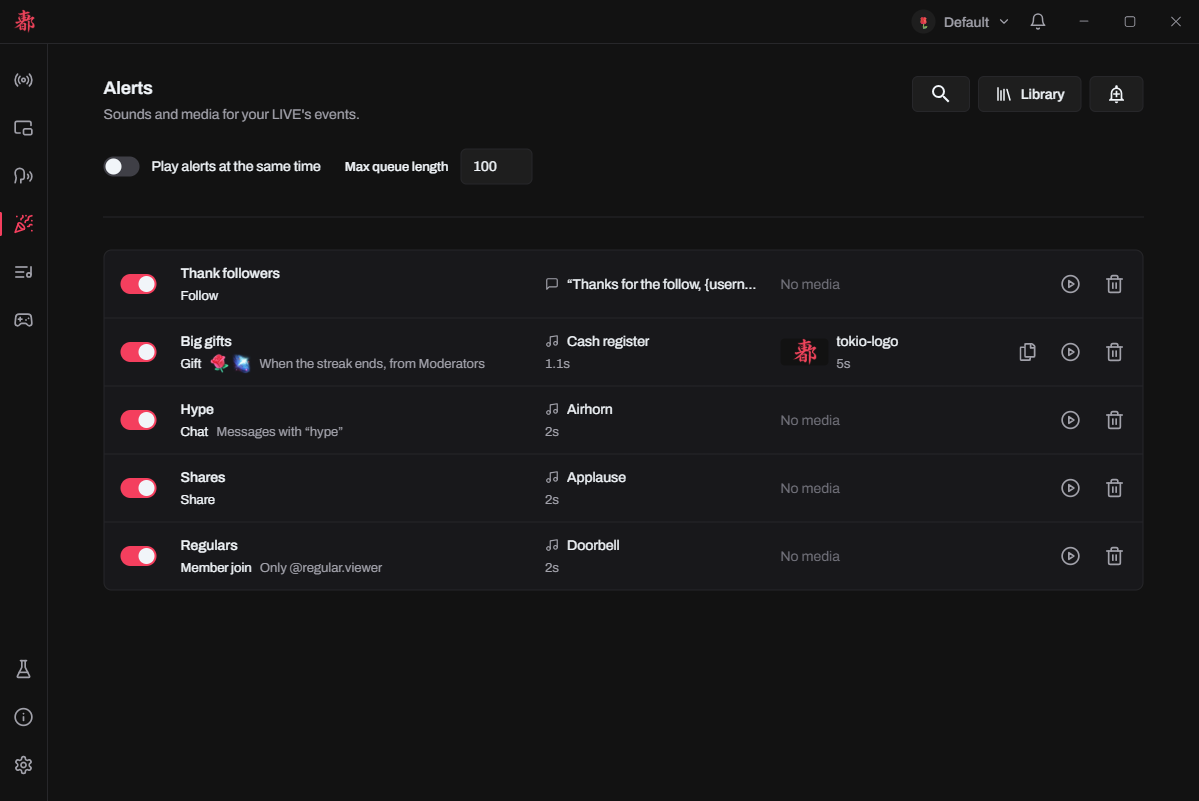 都
Default
Alerts
Sounds and media for your LIVE's events.
Library
Play alerts at the same time
Max queue length
100
Thank followers
Follow
“Thanks for the follow, {usern...
No media
Big gifts
Gift
When the streak ends, from Moderators
Cash register
1.1s
都
tokio-logo
5s
Hype
Chat Messages with “hype”
Airhorn
2s
No media
Shares
Share
Applause
2s
No media
Regulars
Member join Only @regular.viewer
Doorbell
2s
No media